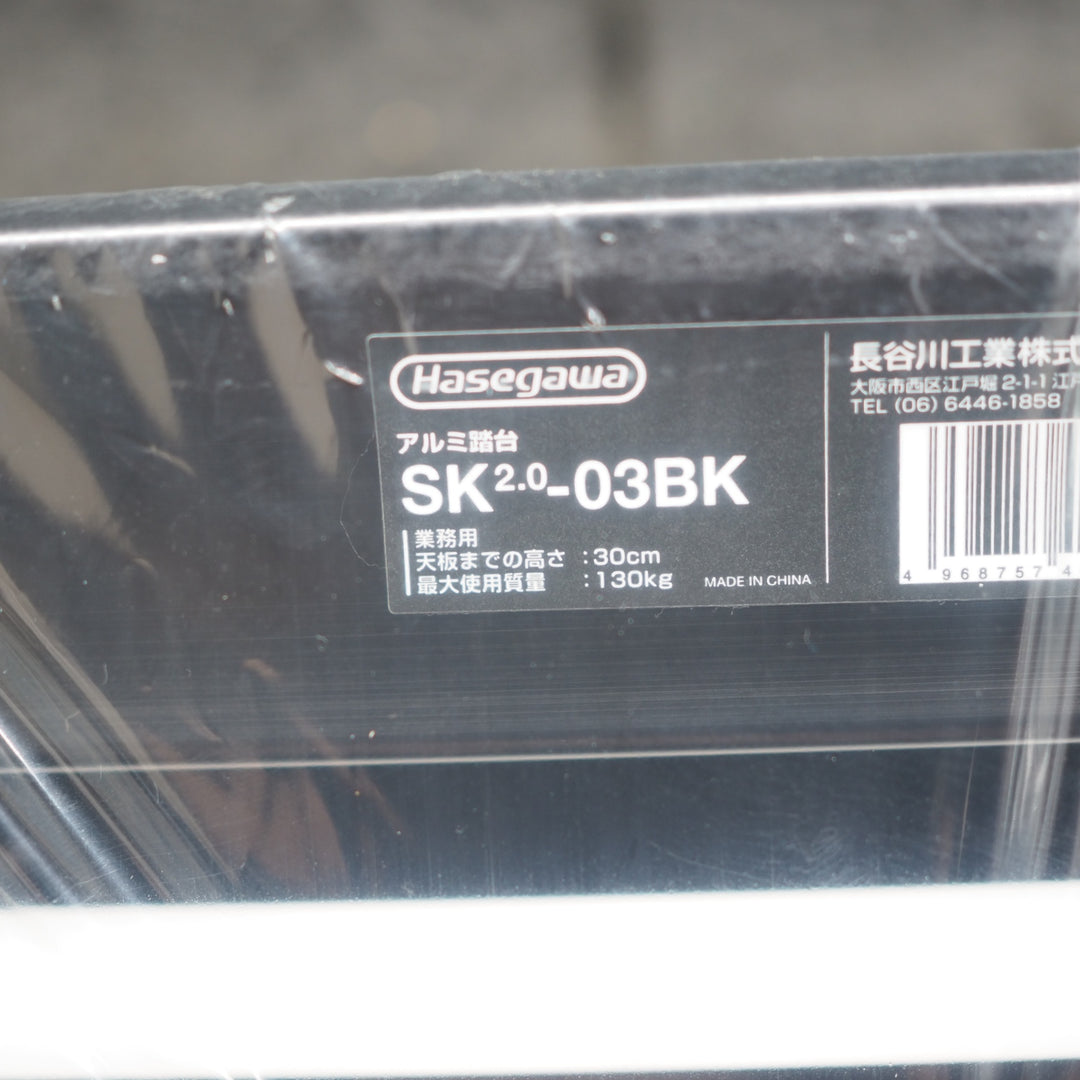 Hasegawa
アルミ踏台
SK2.0-03BK
業務用
天板までの高さ :30cm
最大使用質量 :130kg
MADE IN CHINA
長谷川工業株式
大阪市西区江戸堀 2-1-1 江戸
TEL (06) 6446-1858
4 968757 4